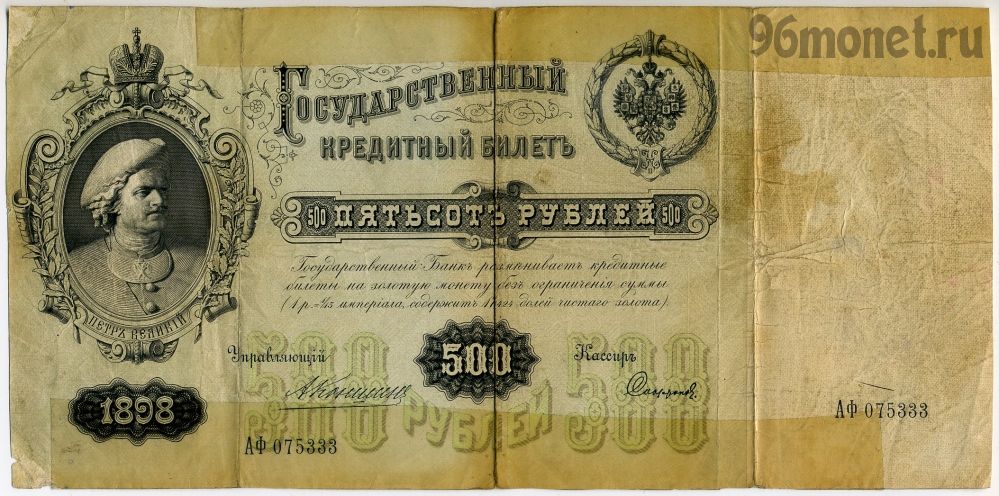 96monet.ru
Государственный
кредитный билетъ
500 Пятьсотъ рублей 500
Государственный Банкъ размѣниваетъ кредитные
билеты на золотую монету безъ ограниченія суммы
(1 р.=1/15 имперіала, содержитъ 17,424 долей чистаго золота).
ПЕТРЪ ВЕЛИКІЙ
1898
500 500 500
Управляющій Кассиръ
РУБЛЕЙ
АФ 075333
АФ 075333